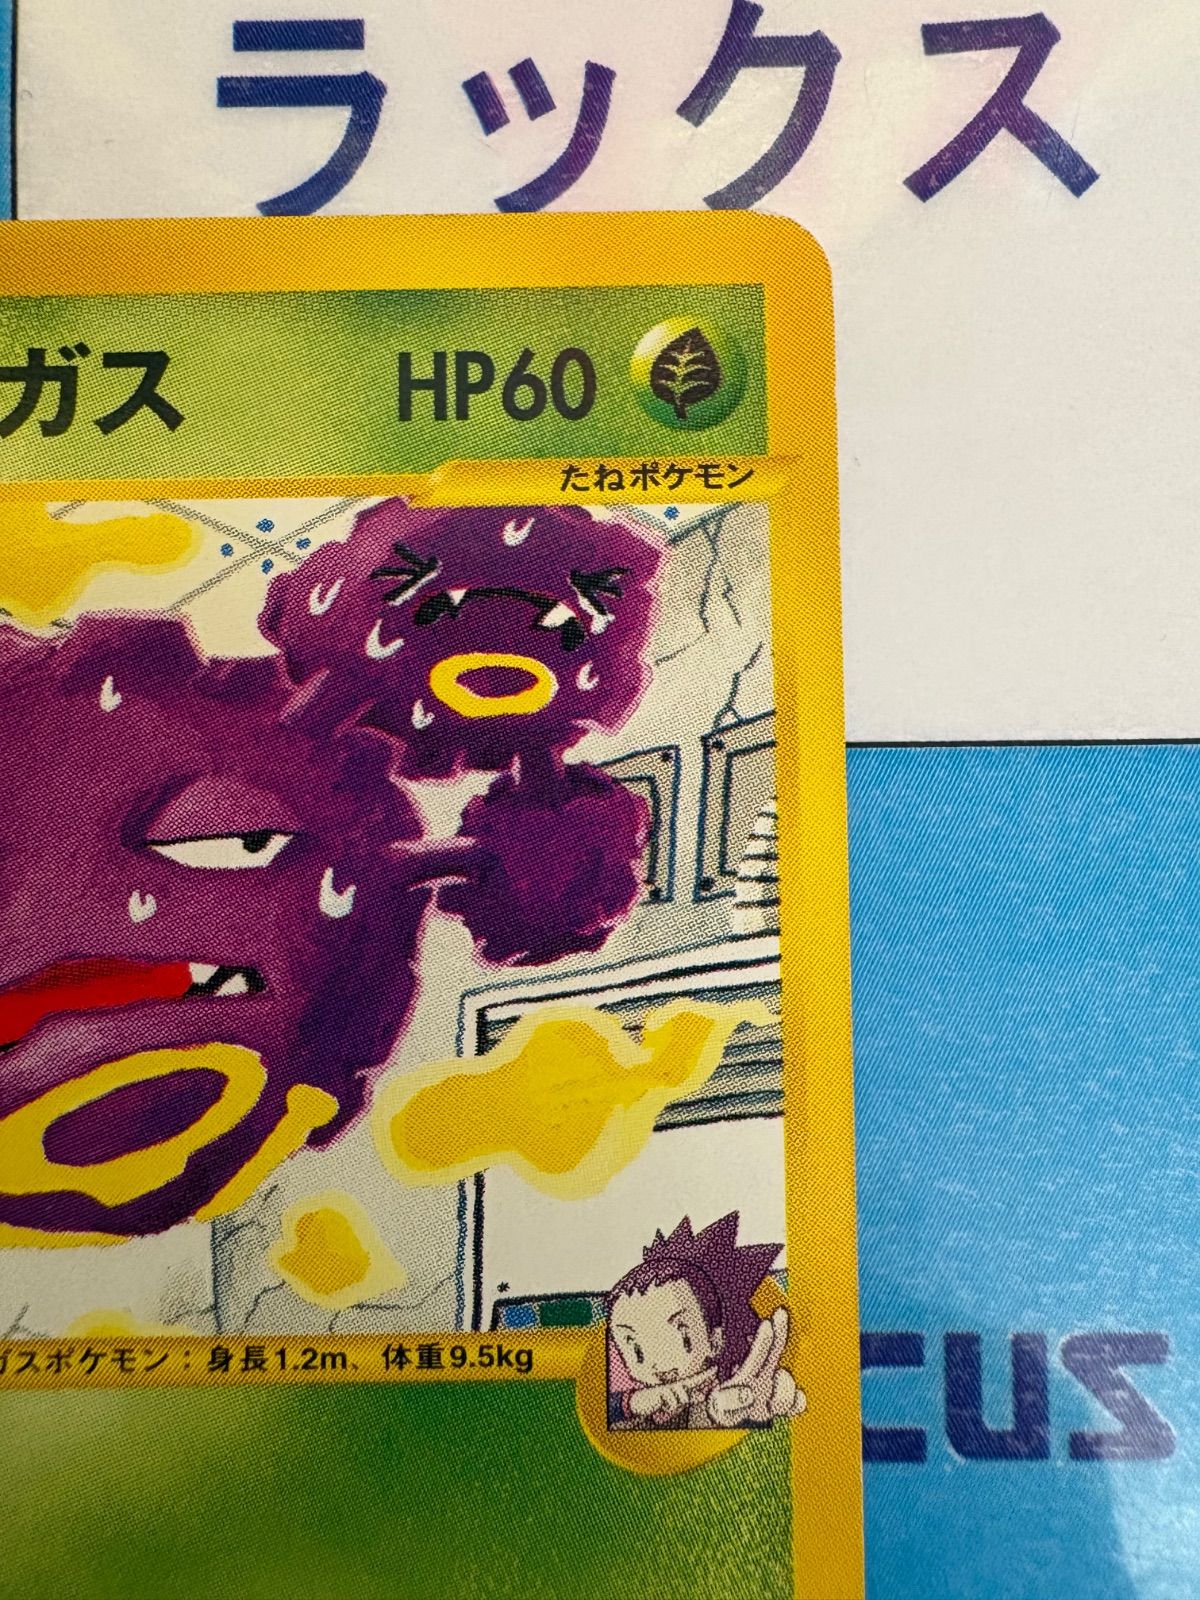 ラックス
ガス HP60
たねポケモン
ガスポケモン：身長1.2m、体重9.5kg
CUS